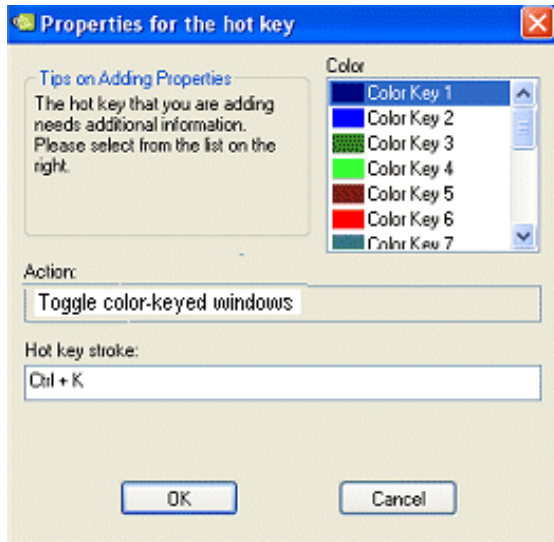 Properties for the hot key
Tips on Adding Properties
The hot key that you are adding
needs additional information.
Please select from the list on the
right.
Color
Color Key 1
Color Key 2
Color Key 3
Color Key 4
Color Key 5
Color Key 6
Color Key 7
Action:
Toggle color-keyed windows
Hot key stroke:
Ctrl + K
OK
Cancel